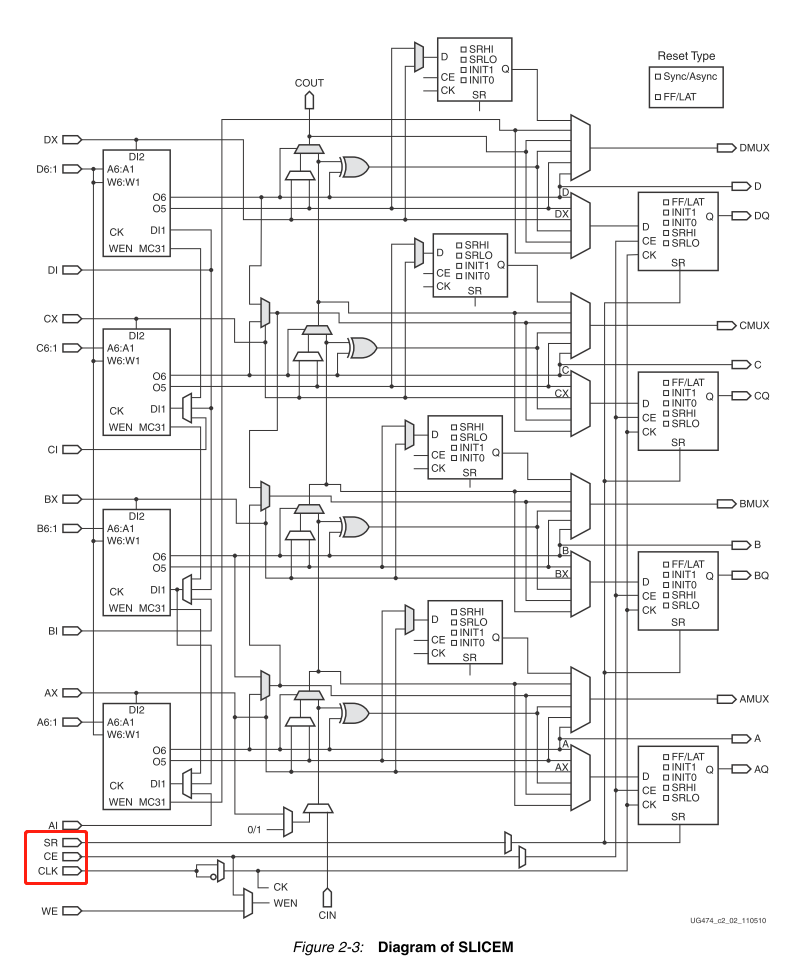 SRHI
SRLO
D INIT1
INIT0 Q
CE
CK
SR
Reset Type
Sync/Async
FF/LAT
COUT
DX
DI2
D6:1 A6:A1
W6:W1
O6
O5
CK DI1
WEN MC31
DMUX
D
D
DX
DQ
FF/LAT
INIT1 Q
D INIT0
CE SRHI
CK SRLO
SR
DI
SRHI
D SRLO
INIT1 Q
CE INIT0
CK
SR
CX
DI2
C6:1 A6:A1
W6:W1
O6
O5
CK DI1
WEN MC31
CMUX
C
C
CX
CQ
FF/LAT
INIT1 Q
D INIT0
CE SRHI
CK SRLO
SR
CI
SRHI
D SRLO
INIT1 Q
CE INIT0
CK
SR
BX
DI2
B6:1 A6:A1
W6:W1
O6
O5
CK DI1
WEN MC31
BMUX
B
B
BX
BQ
FF/LAT
INIT1 Q
D INIT0
CE SRHI
CK SRLO
SR
BI
SRHI
D SRLO
INIT1 Q
CE INIT0
CK
SR
AX
DI2
A6:1 A6:A1
W6:W1
O6
O5
CK DI1
WEN MC31
AMUX
A
A
AX
AQ
FF/LAT
INIT1 Q
D INIT0
CE SRHI
CK SRLO
SR
AI
0/1
SR
CE
CLK
CK
WEN
WE
CIN
UG474_c2_02_110510
Figure 2-3: Diagram of SLICEM